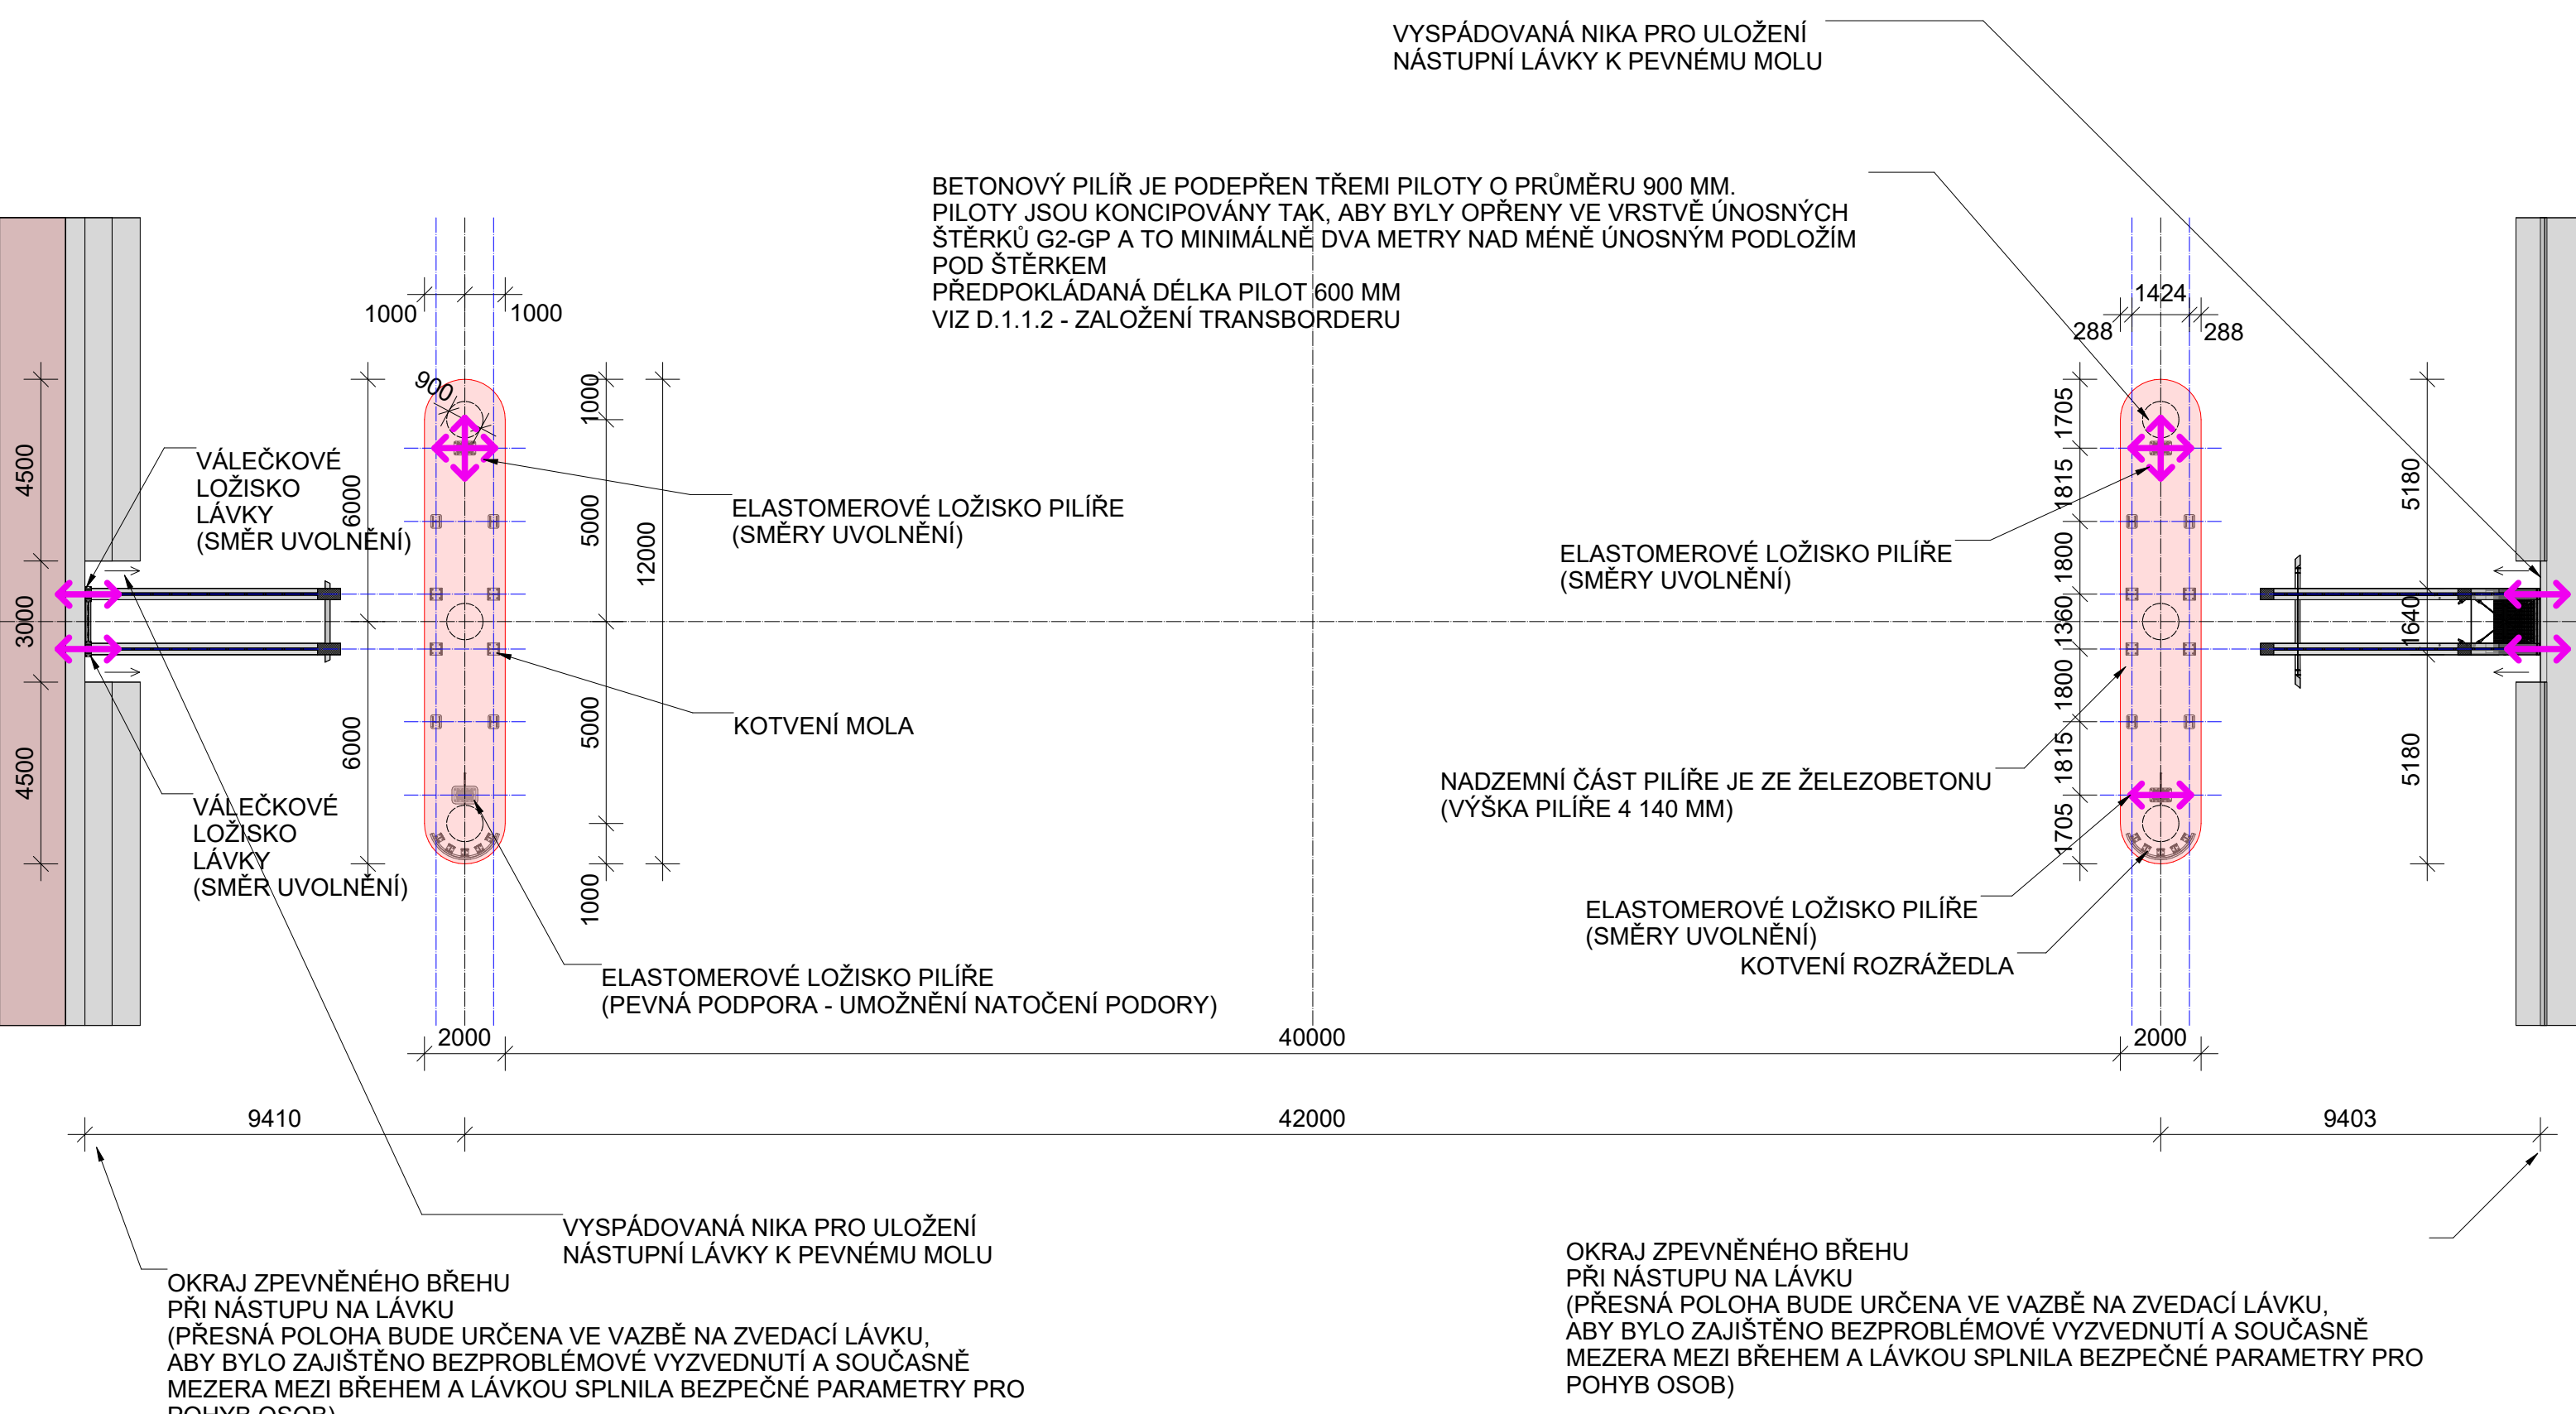 VYSPÁDOVANÁ NIKA PRO ULOŽENÍ
NÁSTUPNÍ LÁVKY K PEVNÉMU MOLU
BETONOVÝ PILÍŘ JE PODEPŘEN TŘEMI PILOTY O PRŮMĚRU 900 MM.
PILOTY JSOU KONCIPOVÁNY TAK, ABY BYLY OPŘENY VE VRSTVĚ ÚNOSNÝCH
ŠTĚRKŮ G2-GP A TO MINIMÁLNĚ DVA METRY NAD MÉNĚ ÚNOSNÝM PODLOŽÍM
POD ŠTĚRKEM
PŘEDPOKLÁDANÁ DÉLKA PILOT 600 MM
VIZ D.1.1.2 - ZALOŽENÍ TRANSBORDERU
1000
1000
1424
288
288
900
4500
3000
4500
6000
6000
1000
5000
5000
1000
12000
1705
1815
1800
1360
1800
1815
1705
5180
1640
5180
VÁLEČKOVÉ
LOŽISKO
LÁVKY
(SMĚR UVOLNĚNÍ)
ELASTOMEROVÉ LOŽISKO PILÍŘE
(SMĚRY UVOLNĚNÍ)
ELASTOMEROVÉ LOŽISKO PILÍŘE
(SMĚRY UVOLNĚNÍ)
KOTVENÍ MOLA
VÁLEČKOVÉ
LOŽISKO
LÁVKY
(SMĚR UVOLNĚNÍ)
NADZEMNÍ ČÁST PILÍŘE JE ZE ŽELEZOBETONU
(VÝŠKA PILÍŘE 4 140 MM)
ELASTOMEROVÉ LOŽISKO PILÍŘE
(SMĚRY UVOLNĚNÍ)
KOTVENÍ ROZRÁŽEDLA
ELASTOMEROVÉ LOŽISKO PILÍŘE
(PEVNÁ PODPORA - UMOŽNĚNÍ NATOČENÍ PODORY)
2000
40000
2000
9410
42000
9403
VYSPÁDOVANÁ NIKA PRO ULOŽENÍ
NÁSTUPNÍ LÁVKY K PEVNÉMU MOLU
OKRAJ ZPEVNĚNÉHO BŘEHU
PŘI NÁSTUPU NA LÁVKU
(PŘESNÁ POLOHA BUDE URČENA VE VAZBĚ NA ZVEDACÍ LÁVKU,
ABY BYLO ZAJIŠTĚNO BEZPROBLÉMOVÉ VYZVEDNUTÍ A SOUČASNĚ
MEZERA MEZI BŘEHEM A LÁVKOU SPLNILA BEZPEČNÉ PARAMETRY PRO
POHYB OSOB)
OKRAJ ZPEVNĚNÉHO BŘEHU
PŘI NÁSTUPU NA LÁVKU
(PŘESNÁ POLOHA BUDE URČENA VE VAZBĚ NA ZVEDACÍ LÁVKU,
ABY BYLO ZAJIŠTĚNO BEZPROBLÉMOVÉ VYZVEDNUTÍ A SOUČASNĚ
MEZERA MEZI BŘEHEM A LÁVKOU SPLNILA BEZPEČNÉ PARAMETRY PRO
POHYB OSOB)